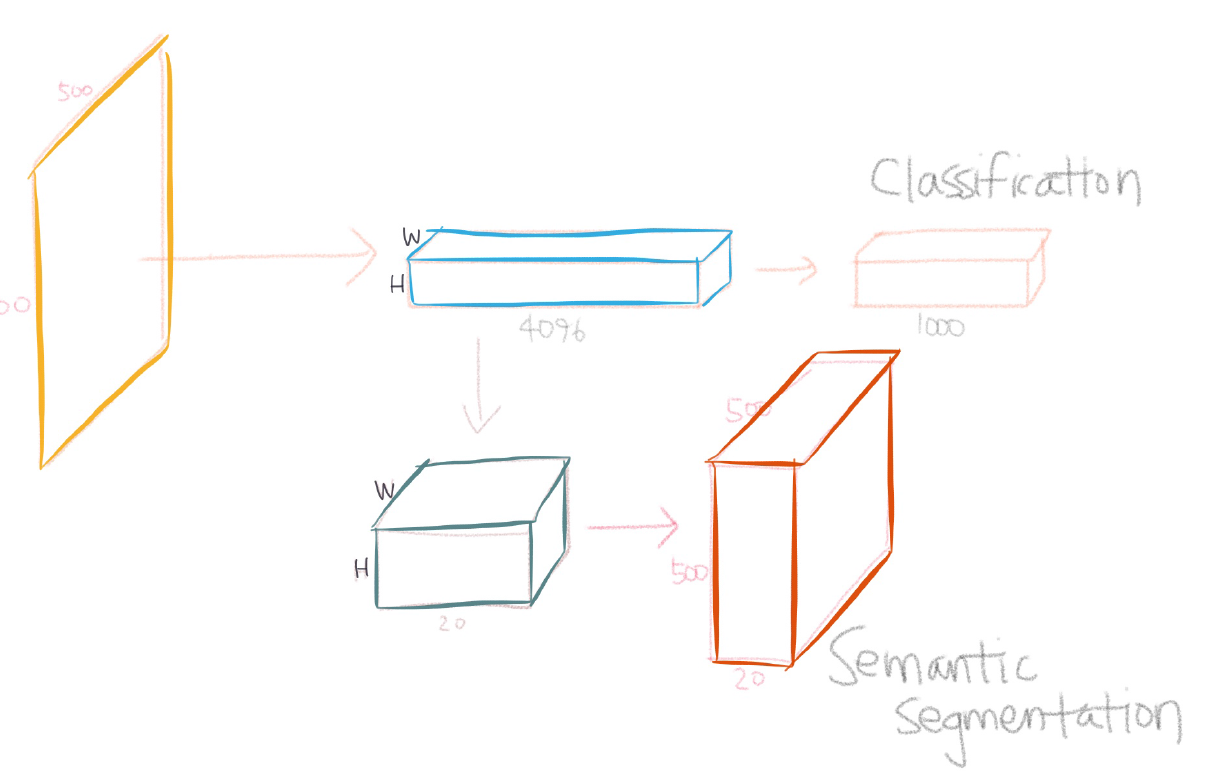 500
Classification
W
H
00
4096
1000
500
W
H
500
20
20
Semantic
Segmentation